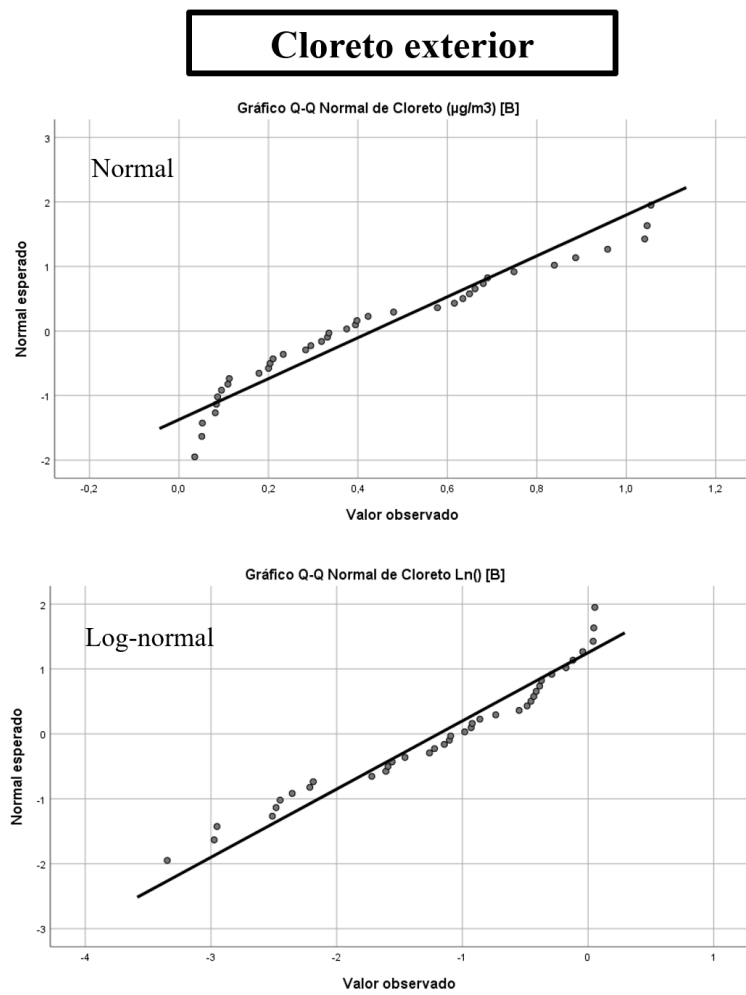 Cloreto exterior
Gráfico Q-Q Normal de Cloreto (µg/m3) [B]
Normal
Normal esperado
3
2
1
0
-1
-2
-0,2
0,0
0,2
0,4
0,6
0,8
1,0
1,2
Valor observado
Gráfico Q-Q Normal de Cloreto Ln() [B]
Log-normal
Normal esperado
2
1
0
-1
-2
-3
-4
-3
-2
-1
0
1
Valor observado